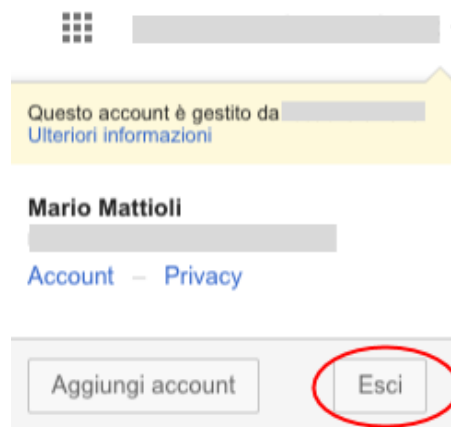 Questo account è gestito da
Ulteriori informazioni
Mario Mattioli
Account – Privacy
Aggiungi account
Esci